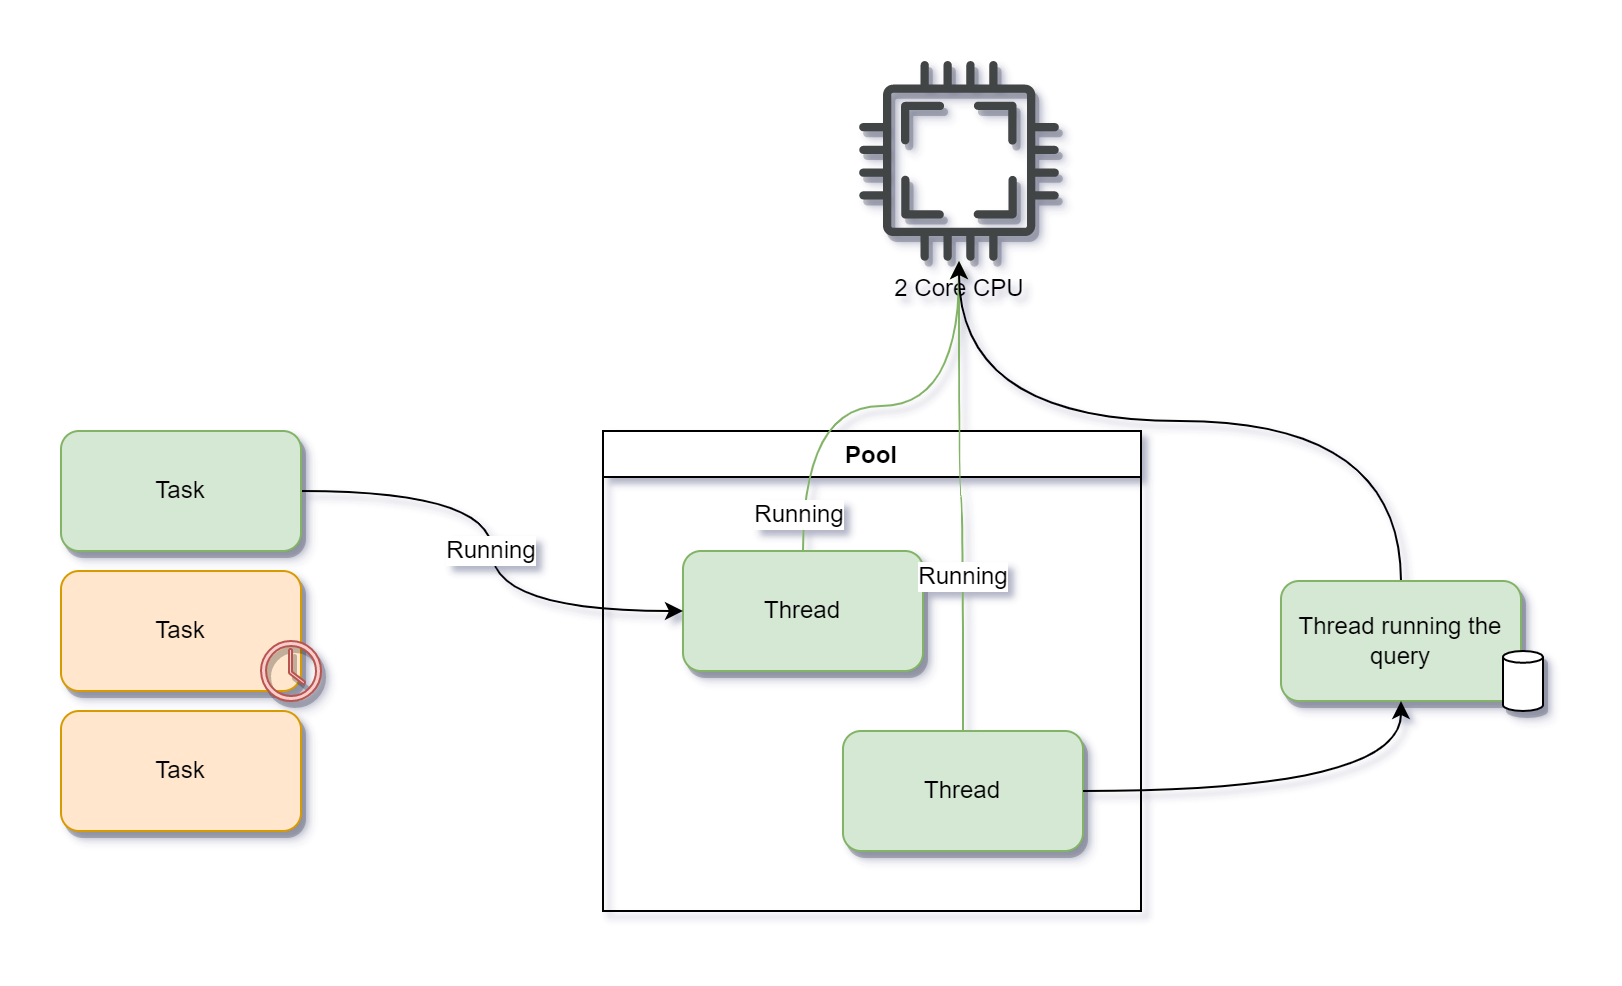 2 Core CPU
Pool
Task
Running
Running
Running
Thread
Task
Thread running the
query
Task
Thread